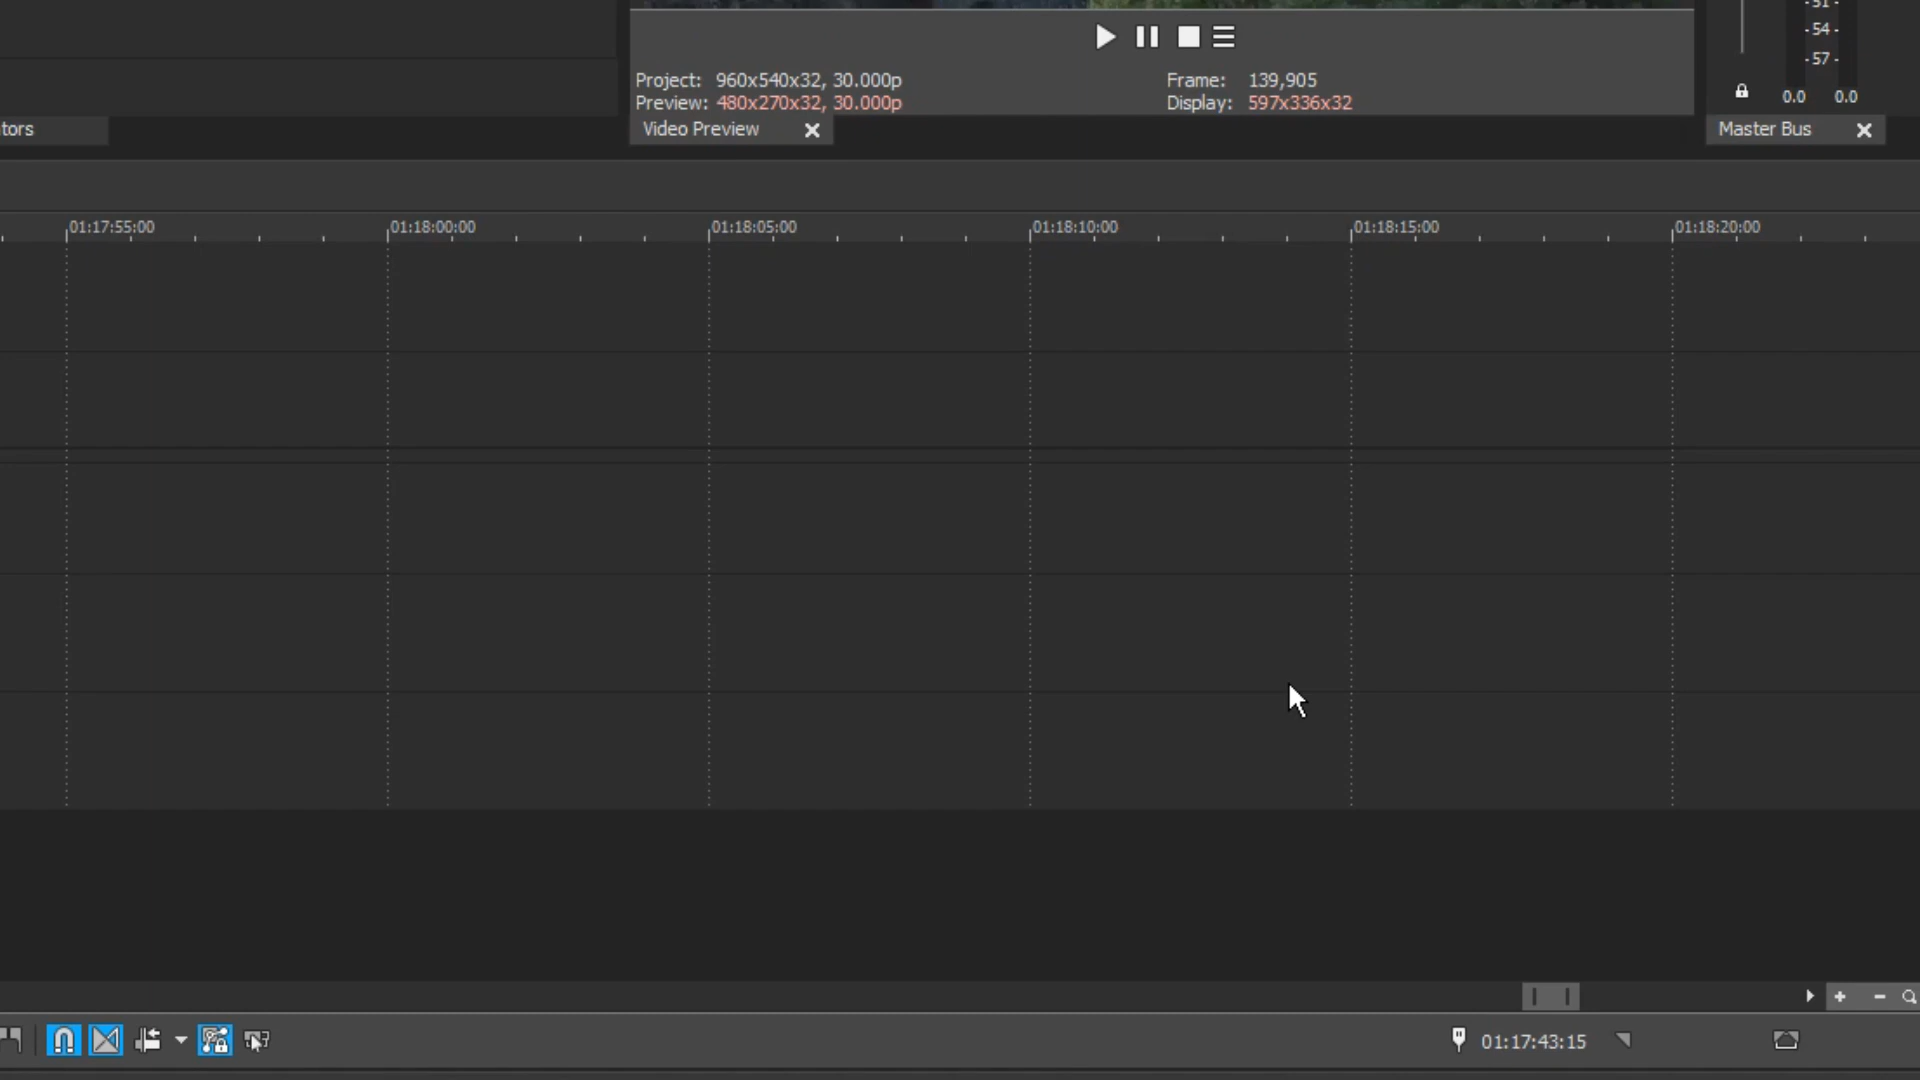 -51-
-54-
-57-
Project: 960x540x32, 30.000p
Frame: 139,905
Preview: 480x270x32, 30.000p
Display: 597x336x32
0.0 0.0
tors
Video Preview
Master Bus
01:17:55:00 01:18:00:00 01:18:05:00 01:18:10:00 01:18:15:00 01:18:20:00
01:17:43:15